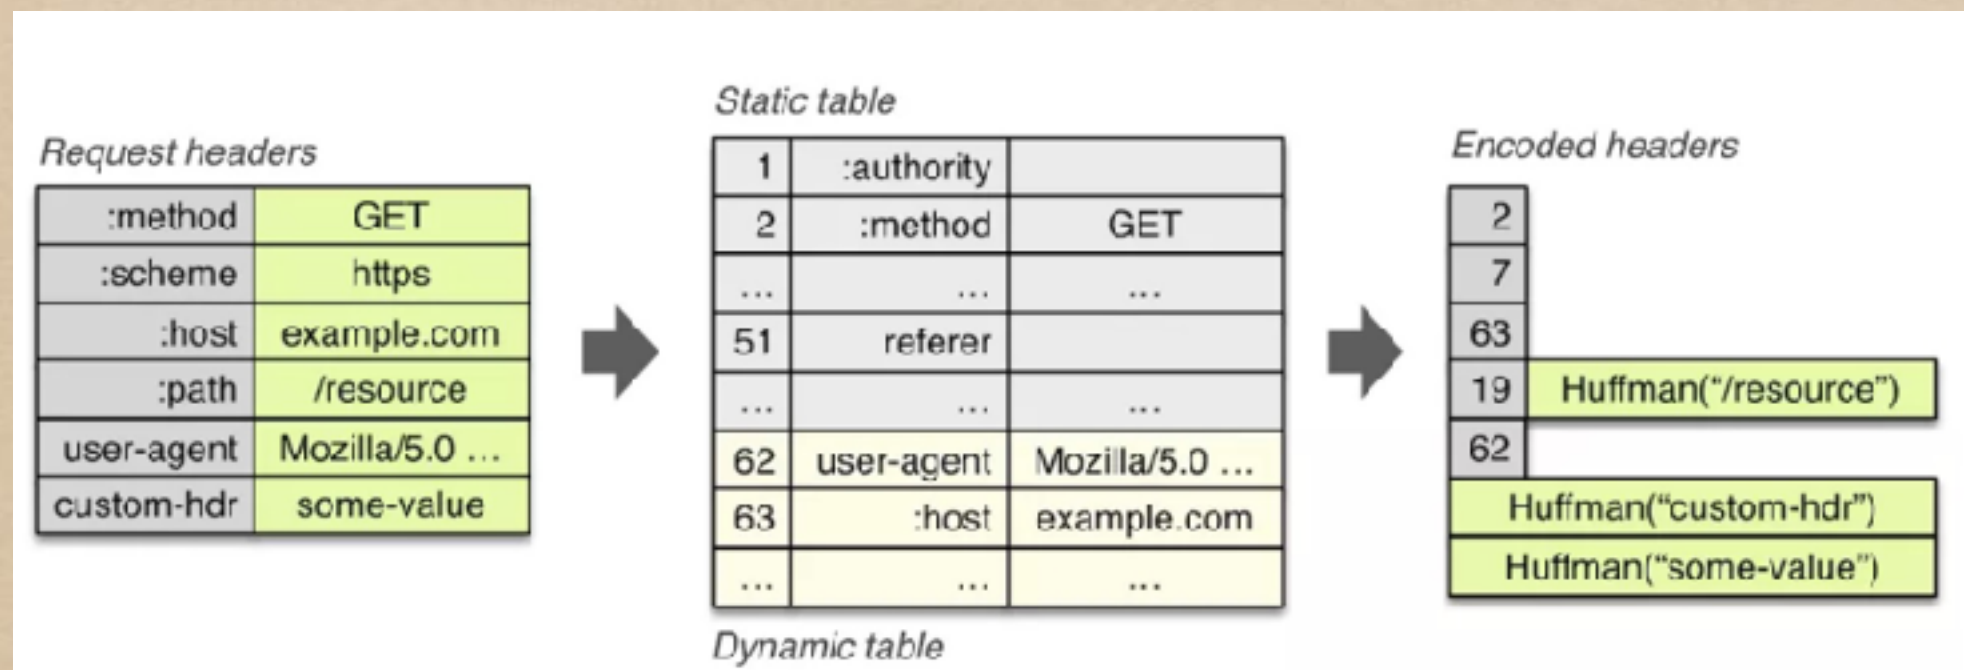 Request headers
:method GET
:scheme https
:host example.com
:path /resource
user-agent Mozilla/5.0 ...
custom-hdr some-value
Static table
1 :authority
2 :method GET
... ... ...
51 referer
... ... ...
62 user-agent Mozilla/5.0 ...
63 :host example.com
... ... ...
Dynamic table
Encoded headers
2
7
63
19 Huffman(“/resource”)
62
Huffman(“custom-hdr”)
Huffman(“some-value”)